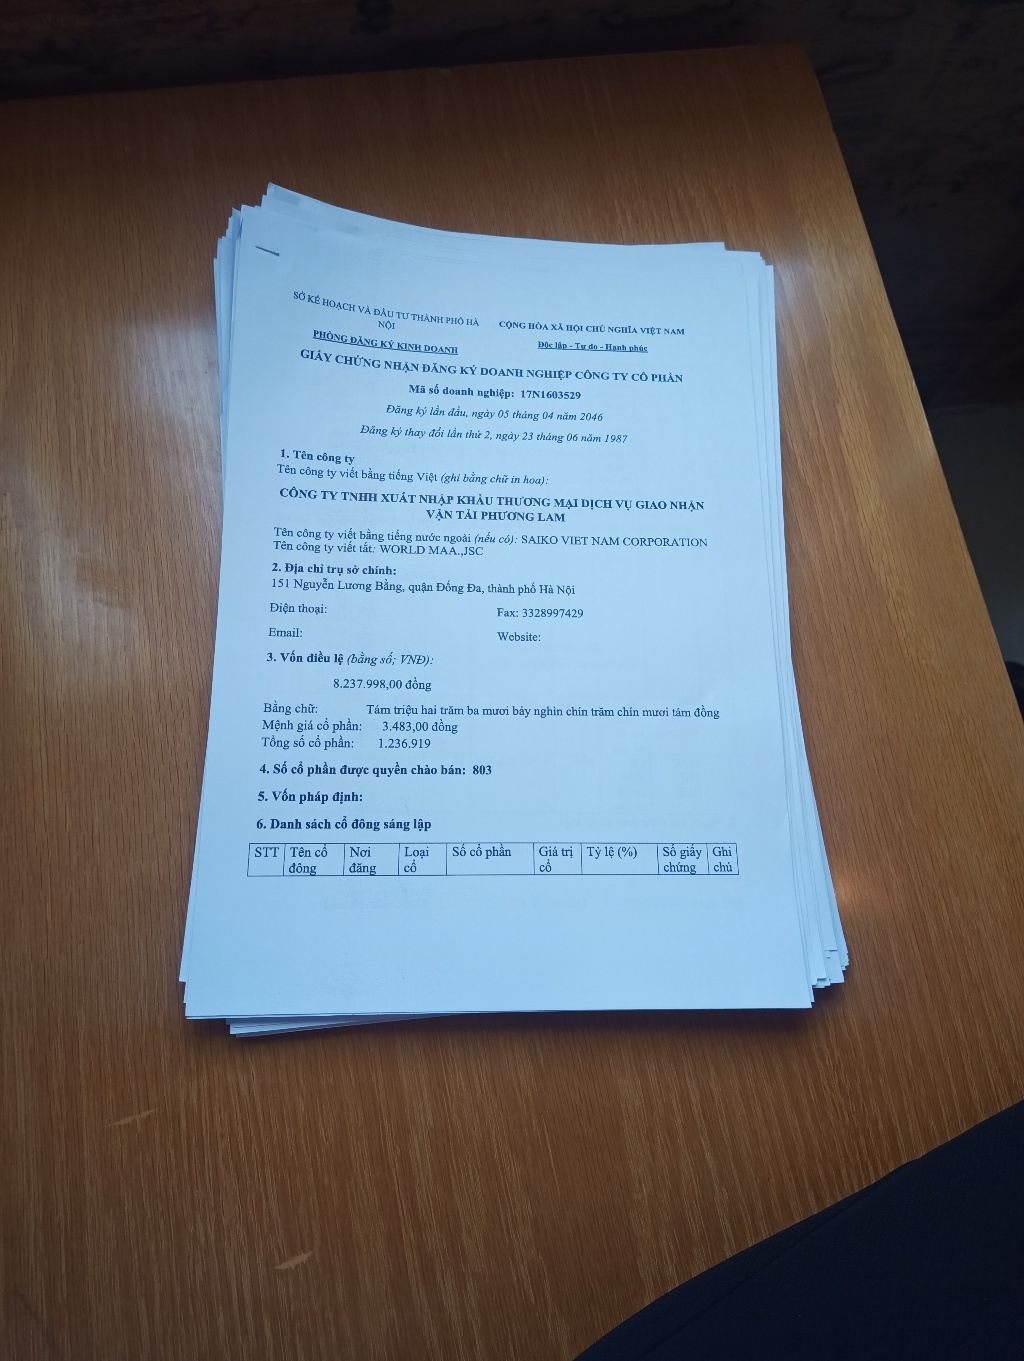 SỞ KẾ HOẠCH VÀ ĐẦU TƯ THÀNH PHỐ HÀ
NỘI
PHÒNG ĐĂNG KÝ KINH DOANH
CỘNG HÒA XÃ HỘI CHỦ NGHĨA VIỆT NAM
Độc lập - Tự do - Hạnh phúc
GIẤY CHỨNG NHẬN ĐĂNG KÝ DOANH NGHIỆP CÔNG TY CỔ PHẦN
Mã số doanh nghiệp: 17N1603529
Đăng ký lần đầu, ngày 05 tháng 04 năm 2046
Đăng ký thay đổi lần thứ 2, ngày 23 tháng 06 năm 1987
1. Tên công ty
Tên công ty viết bằng tiếng Việt (ghi bằng chữ in hoa):
CÔNG TY TNHH XUẤT NHẬP KHẨU THƯƠNG MẠI DỊCH VỤ GIAO NHẬN
VẬN TẢI PHƯƠNG LAM
Tên công ty viết bằng tiếng nước ngoài (nếu có): SAIKO VIET NAM CORPORATION
Tên công ty viết tắt: WORLD MAA.,JSC
2. Địa chỉ trụ sở chính:
151 Nguyễn Lương Bằng, quận Đống Đa, thành phố Hà Nội
Điện thoại: Fax: 3328997429
Email: Website:
3. Vốn điều lệ (bằng số; VNĐ):
8.237.998,00 đồng
Bằng chữ: Tám triệu hai trăm ba mươi bảy nghìn chín trăm chín mươi tám đồng
Mệnh giá cổ phần: 3.483,00 đồng
Tổng số cổ phần: 1.236.919
4. Số cổ phần được quyền chào bán: 803
5. Vốn pháp định:
6. Danh sách cổ đông sáng lập
STT Tên cổ Nơi Loại Số cổ phần Giá trị Tỷ lệ (%) Số giấy Ghi
đông đăng cổ cổ chứng chú